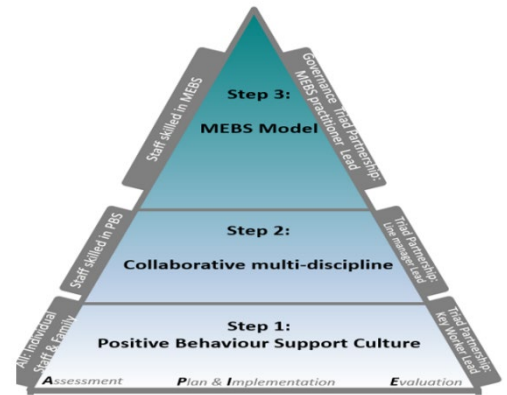 Step 3:
MEBS Model
Staff skilled in MEBS
Governance Triad Partnership:
MEBS practitioner Lead
Step 2:
Collaborative multi-discipline
Staff skilled in PBS
Triad Partnership:
Line manager Lead
Step 1:
Positive Behaviour Support Culture
All: Individual
Staff & Family
Triad Partnership:
Key Worker Lead
Assessment Plan & Implementation Evaluation